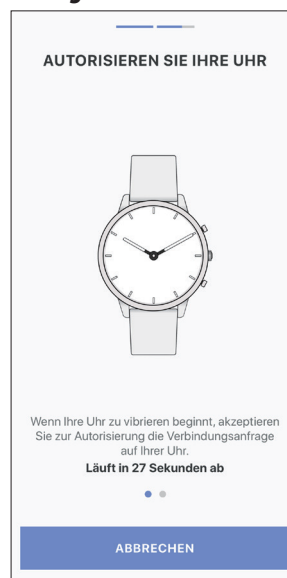 AUTORISIEREN SIE IHRE UHR
Wenn Ihre Uhr zu vibrieren beginnt, akzeptieren
Sie zur Autorisierung die Verbindungsanfrage
auf Ihrer Uhr.
Läuft in 27 Sekunden ab
ABBRECHEN